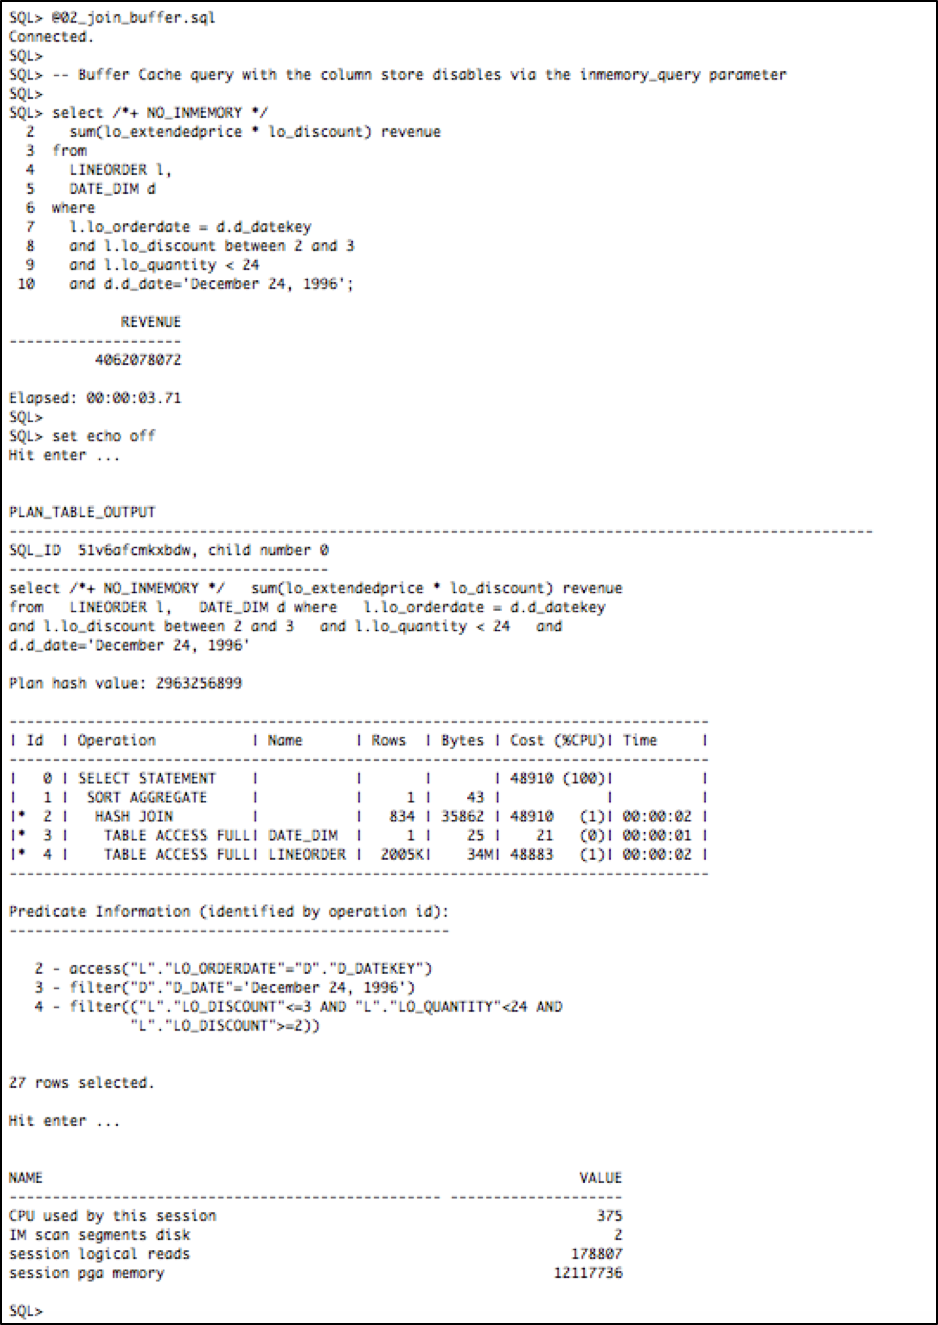 SQL> @02_join_buffer.sql
Connected.
SQL>
SQL> -- Buffer Cache query with the column store disables via the inmemory_query parameter
SQL>
SQL> select /*+ NO_INMEMORY */
  2    sum(lo_extendedprice * lo_discount) revenue
  3  from
  4    LINEORDER l,
  5    DATE_DIM d
  6  where
  7    l.lo_orderdate = d.d_datekey
  8    and l.lo_discount between 2 and 3
  9    and l.lo_quantity < 24
 10    and d.d_date='December 24, 1996';
             REVENUE
--------------------
          4062078072
Elapsed: 00:00:03.71
SQL>
SQL> set echo off
Hit enter ...
PLAN_TABLE_OUTPUT
----------------------------------------------------------------------------------------------------
SQL_ID  51v6afcmkxbdw, child number 0
-------------------------------------
select /*+ NO_INMEMORY */   sum(lo_extendedprice * lo_discount) revenue
from   LINEORDER l,   DATE_DIM d where   l.lo_orderdate = d.d_datekey
and l.lo_discount between 2 and 3   and l.lo_quantity < 24   and
d.d_date='December 24, 1996'
Plan hash value: 2963256899
---------------------------------------------------------------------------------
| Id  | Operation           | Name      | Rows  | Bytes | Cost (%CPU)| Time     |
---------------------------------------------------------------------------------
|   0 | SELECT STATEMENT    |           |       |       | 48910 (100)|          |
|   1 |  SORT AGGREGATE     |           |     1 |    43 |            |          |
|*  2 |   HASH JOIN         |           |   834 | 35862 | 48910   (1)| 00:00:02 |
|*  3 |    TABLE ACCESS FULL| DATE_DIM  |     1 |    25 |    21   (0)| 00:00:01 |
|*  4 |    TABLE ACCESS FULL| LINEORDER |  2005K|    34M| 48883   (1)| 00:00:02 |
---------------------------------------------------------------------------------
Predicate Information (identified by operation id):
---------------------------------------------------
   2 - access("L"."LO_ORDERDATE"="D"."D_DATEKEY")
   3 - filter("D"."D_DATE"='December 24, 1996')
   4 - filter(("L"."LO_DISCOUNT"<=3 AND "L"."LO_QUANTITY"<24 AND
              "L"."LO_DISCOUNT">=2))
27 rows selected.
Hit enter ...
NAME                                                              VALUE
-------------------------------------------------- --------------------
CPU used by this session                                            375
IM scan segments disk                                                 2
session logical reads                                            178807
session pga memory                                             12117736
SQL>